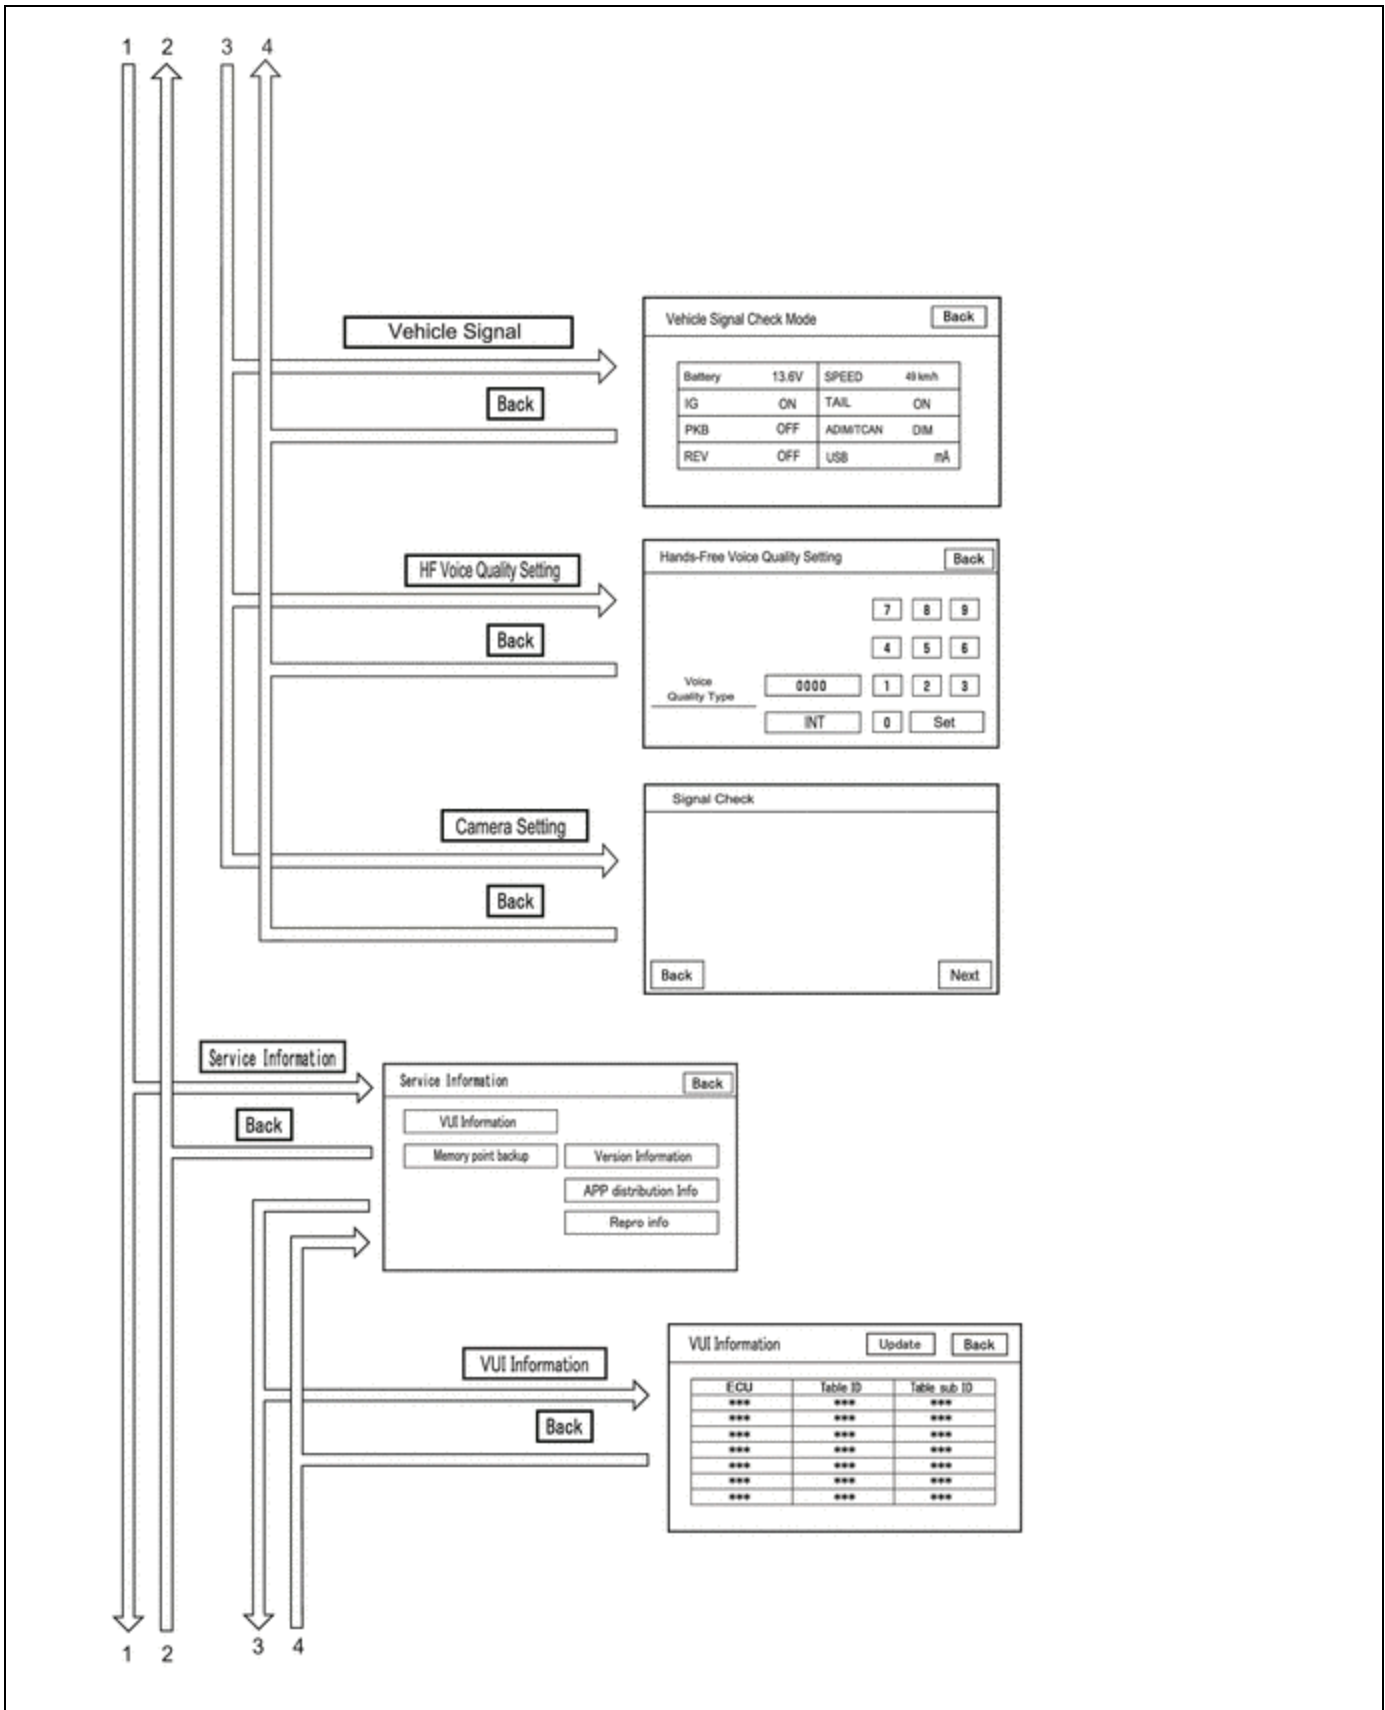 1 2 3 4
Vehicle Signal
Back
Vehicle Signal Check Mode Back
Battery 13.6V SPEED 49 km/h
IG ON TAIL ON
PKB OFF ADIM/TCAN DIM
REV OFF USB mA
HF Voice Quality Setting
Back
Hands-Free Voice Quality Setting Back
7 8 9
4 5 6
Voice
Quality Type
0000 1 2 3
INT 0 Set
Camera Setting
Back
Signal Check
Back Next
Service Information
Back
Service Information Back
VUI Information
Memory point backup Version Information
APP distribution Info
Repro info
VUI Information
Back
VUI Information Update Back
ECU Table ID Table sub ID
*** *** ***
*** *** ***
*** *** ***
*** *** ***
*** *** ***
*** *** ***
*** *** ***
1 2 3 4